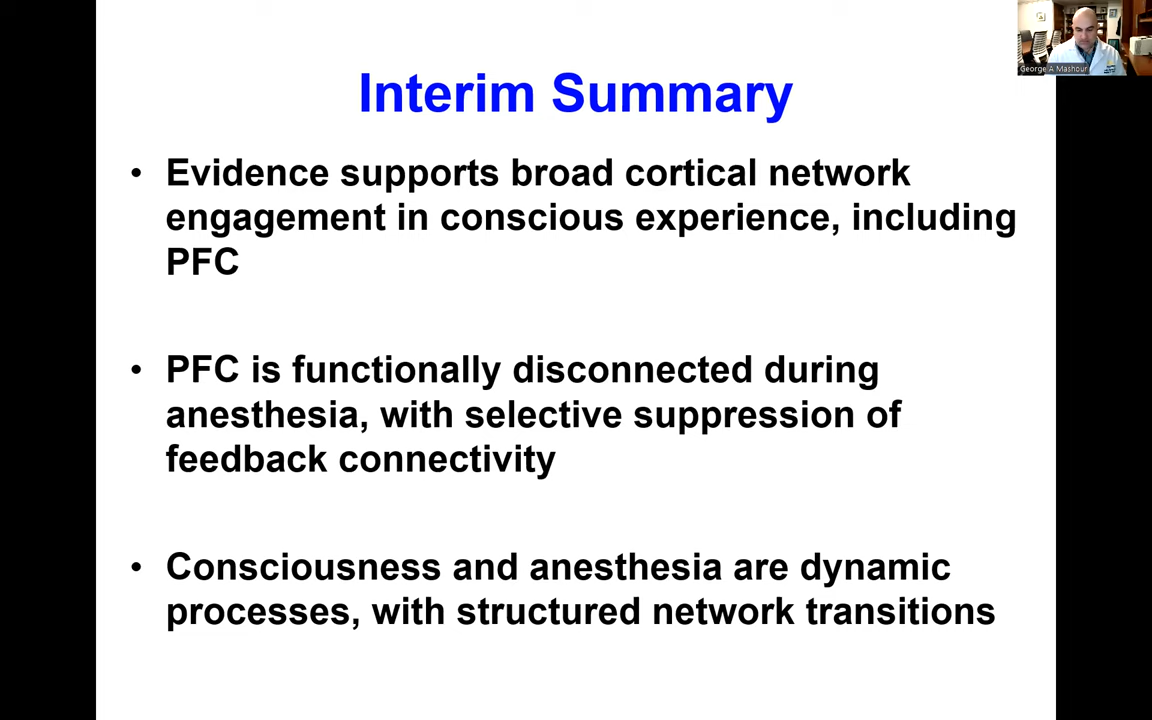 George A Mashour
Interim Summary
• Evidence supports broad cortical network
engagement in conscious experience, including
PFC
• PFC is functionally disconnected during
anesthesia, with selective suppression of
feedback connectivity
• Consciousness and anesthesia are dynamic
processes, with structured network transitions